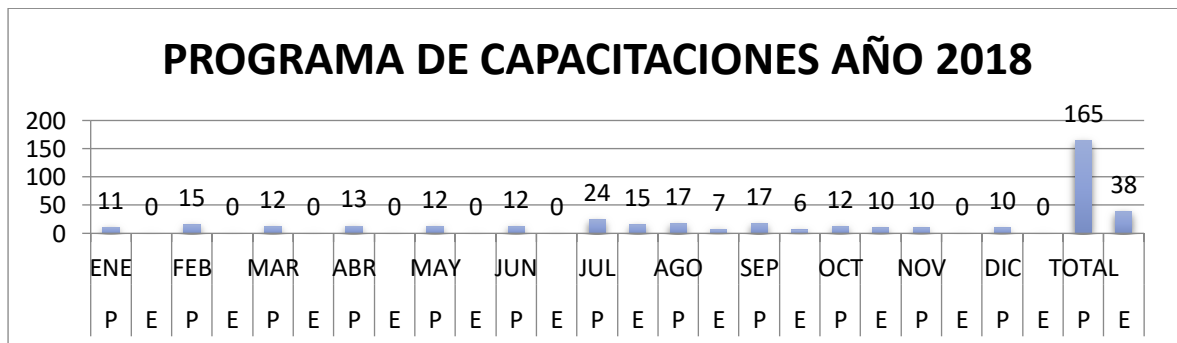 PROGRAMA DE CAPACITACIONES AÑO 2018
200
150
100
50
0
11 0 15 0 12 0 13 0 12 0 12 0 24 15 17 7 17 6 12 10 10 0 10 0 165 38
ENE FEB MAR ABR MAY JUN JUL AGO SEP OCT NOV DIC TOTAL
P E P E P E P E P E P E P E P E P E P E P E P E P E